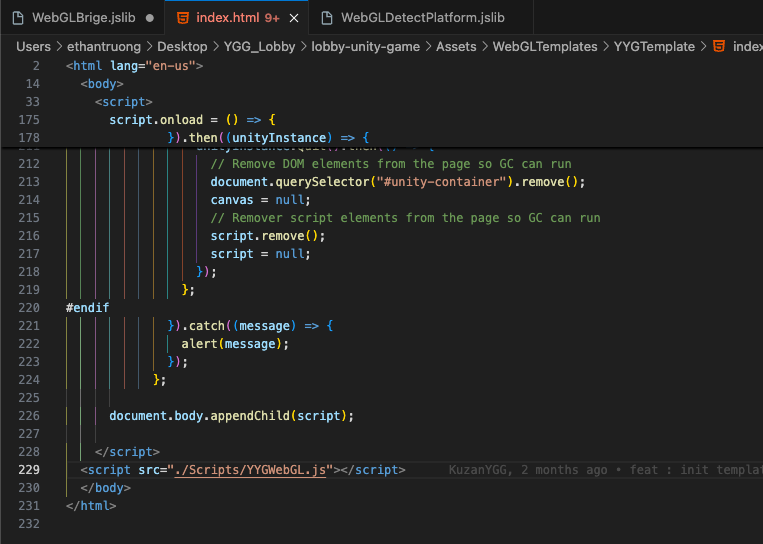 WebGLBrige.jslib ● index.html 9+ × WebGLDetectPlatform.jslib
Users > ethantruong > Desktop > YGG_Lobby > lobby-unity-game > Assets > WebGLTemplates > YYGTemplate > index
2 <html lang="en-us">
14 <body>
33 <script>
175 script.onload = () => {
178 }).then((unityInstance) => {
212 // Remove DOM elements from the page so GC can run
213 document.querySelector("#unity-container").remove();
214 canvas = null;
215 // Remover script elements from the page so GC can run
216 script.remove();
217 script = null;
218 });
219 };
220 #endif
221 }).catch((message) => {
222 alert(message);
223 });
224 };
225
226 document.body.appendChild(script);
227
228 </script>
229 <script src="./Scripts/YYGWebGL.js"></script> KuzanYGG, 2 months ago • feat : init templat
230 </body>
231 </html>
232